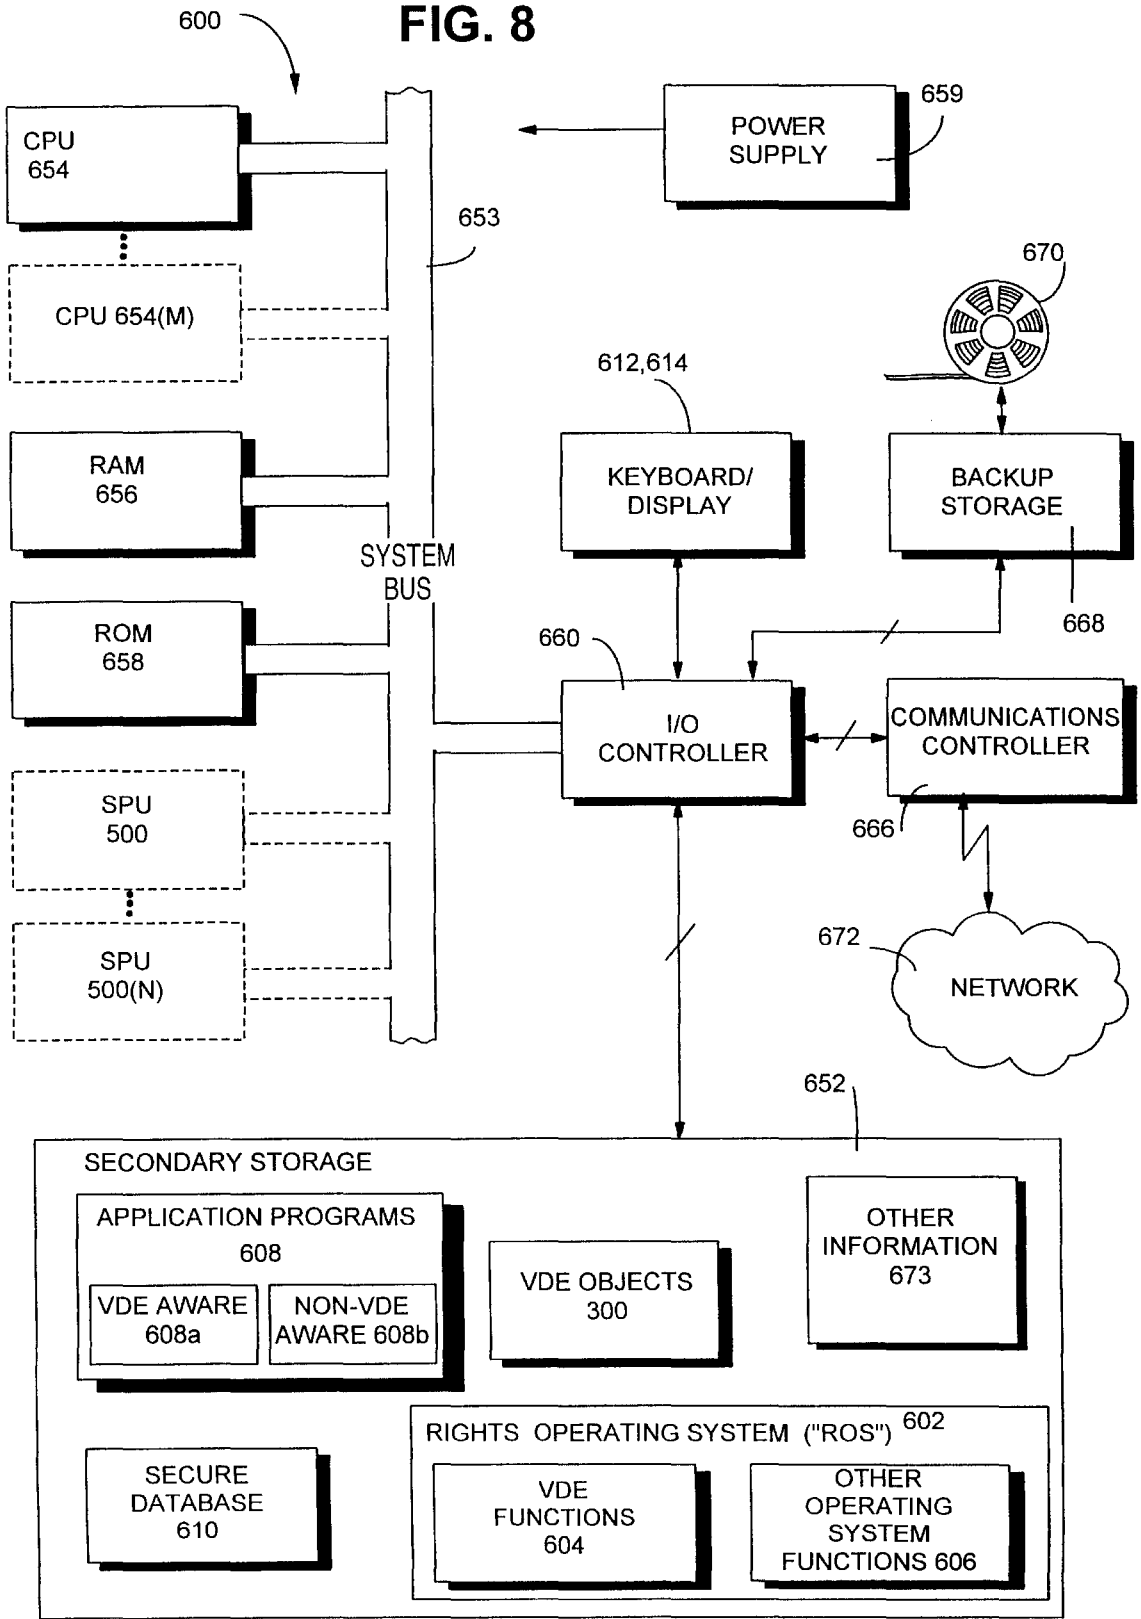 FIG. 8
600
CPU
654
CPU 654(M)
RAM
656
ROM
658
SPU
500
SPU
500(N)
653
SYSTEM
BUS
POWER
SUPPLY
659
670
612,614
KEYBOARD/
DISPLAY
BACKUP
STORAGE
668
660
I/O
CONTROLLER
COMMUNICATIONS
CONTROLLER
666
672
NETWORK
652
SECONDARY STORAGE
APPLICATION PROGRAMS
608
VDE AWARE
608a
NON-VDE
AWARE 608b
VDE OBJECTS
300
OTHER
INFORMATION
673
SECURE
DATABASE
610
RIGHTS OPERATING SYSTEM ("ROS") 602
VDE
FUNCTIONS
604
OTHER
OPERATING
SYSTEM
FUNCTIONS 606